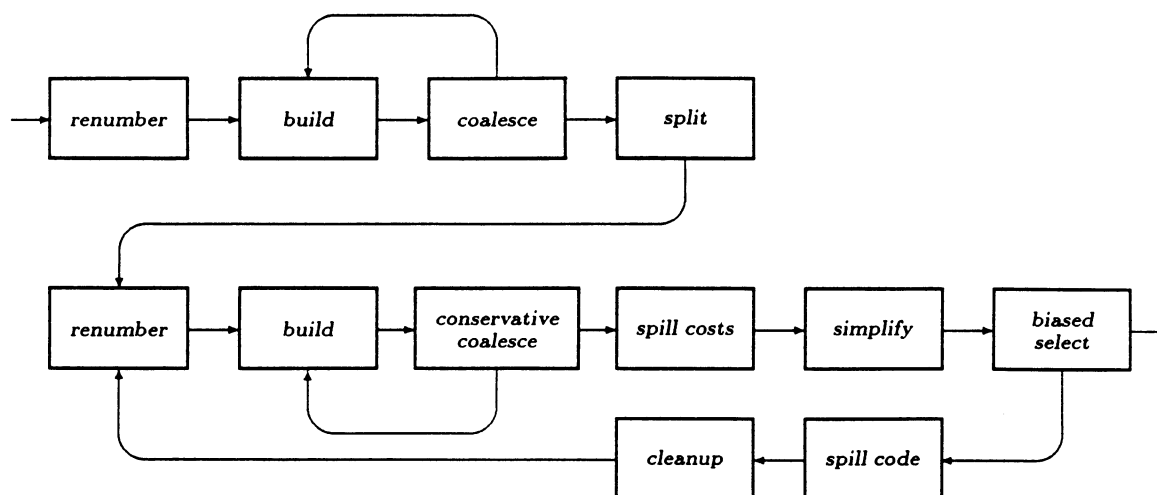 renumber
build
coalesce
split
renumber
build
conservative
coalesce
spill costs
simplify
biased
select
cleanup
spill code